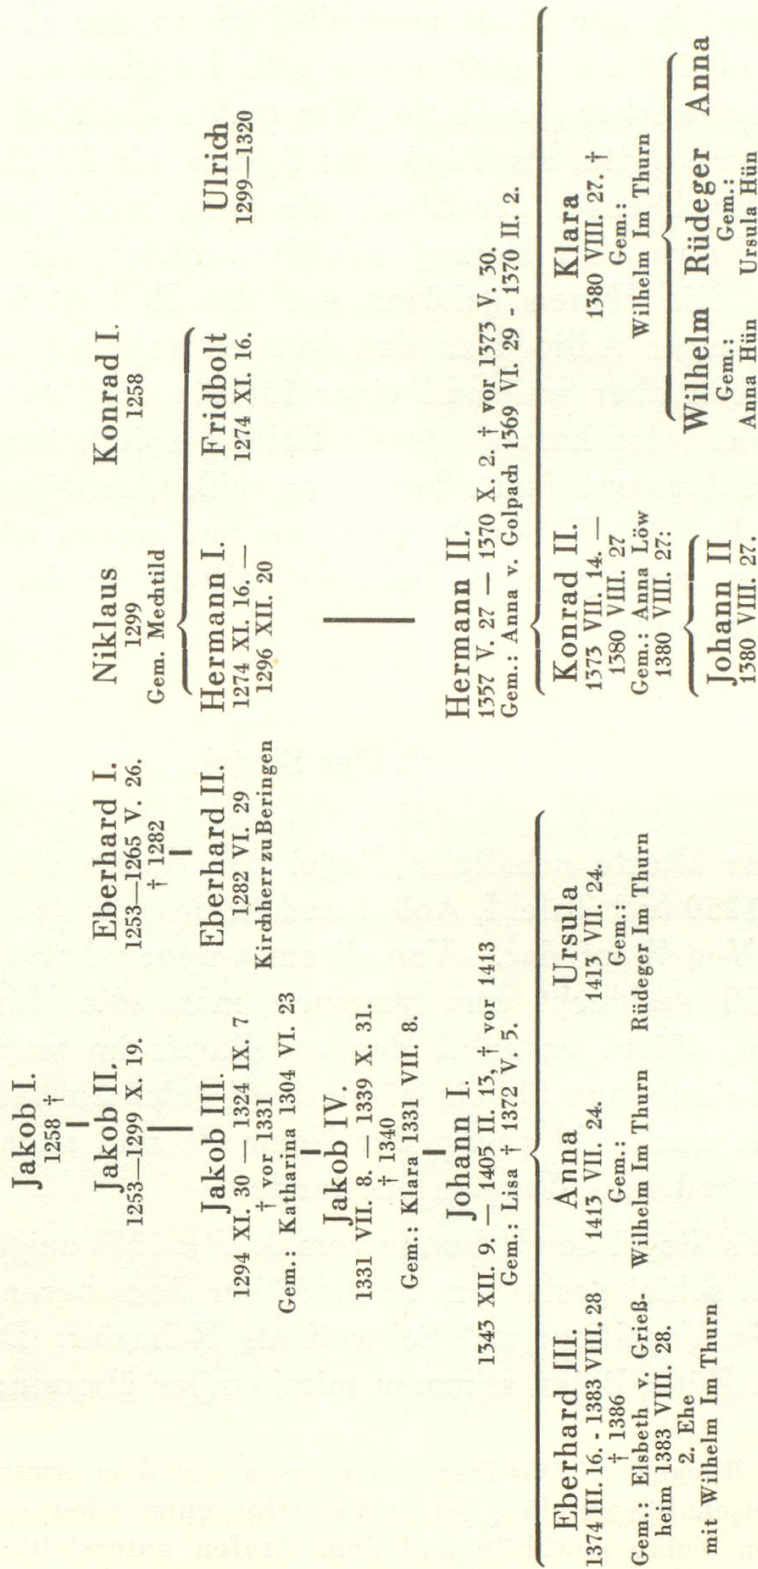 Jakob I.
1258 †
Jakob II.
1253—1299 X. 19.
Eberhard I.
1253—1265 V. 26.
† 1282
Niklaus
1299
Gem. Mechtild
Konrad I.
1258
Jakob III.
1294 XI. 30 — 1324 IX. 7
† vor 1331
Gem.: Katharina 1304 VI. 23
Eberhard II.
1282 VI. 29
Kirchherr zu Beringen
Hermann I.
1274 XI. 16. —
1296 XII. 20
Fridbolt
1274 XI. 16.
Ulrich
1299—1320
Jakob IV.
1331 VII. 8. — 1339 X. 31.
† 1340
Gem.: Klara 1331 VII. 8.
Johann I.
1343 XII. 9. — 1405 II. 13, † vor 1413
Gem.: Lisa † 1372 V. 5.
Hermann II.
1357 V. 27 — 1370 X. 2. † vor 1373 V. 30.
Gem.: Anna v. Golpach 1369 VI. 29 - 1370 II. 2.
Eberhard III.
1374 III. 16. - 1383 VIII. 28
† 1386
Gem.: Elsbeth v. Grieß-
heim 1383 VIII. 28.
2. Ehe
mit Wilhelm Im Thurn
Anna
1413 VII. 24.
Gem.:
Wilhelm Im Thurn
Ursula
1413 VII. 24.
Gem.:
Rüdeger Im Thurn
Konrad II.
1373 VII. 14. —
1380 VIII. 27
Gem.: Anna Löw
1380 VIII. 27:
Klara
1380 VIII. 27. †
Gem.:
Wilhelm Im Thurn
Johann II
1380 VIII. 27.
Wilhelm
Gem.:
Anna Hün
Rüdeger
Gem.:
Ursula Hün
Anna